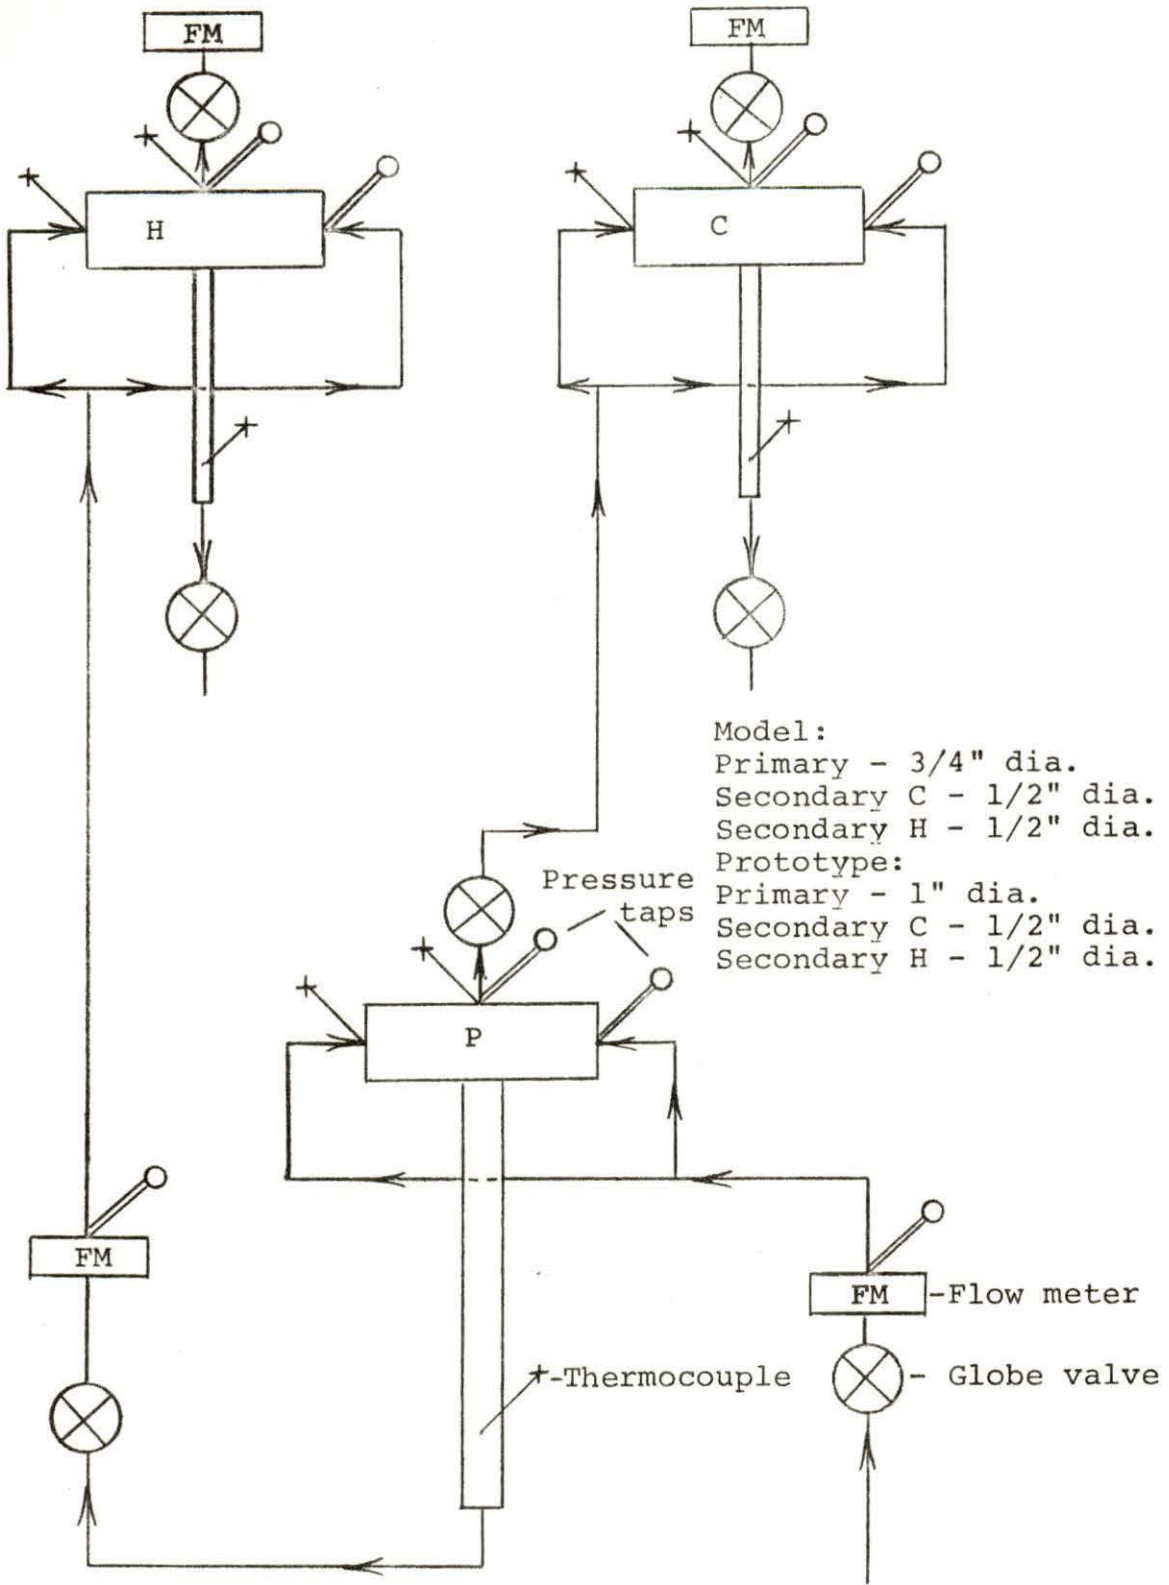 FM
FM
H
C
Model:
Primary - 3/4" dia.
Secondary C - 1/2" dia.
Secondary H - 1/2" dia.
Prototype:
Primary - 1" dia.
Secondary C - 1/2" dia.
Secondary H - 1/2" dia.
Pressure
taps
P
FM
FM
-Flow meter
-Thermocouple
- Globe valve